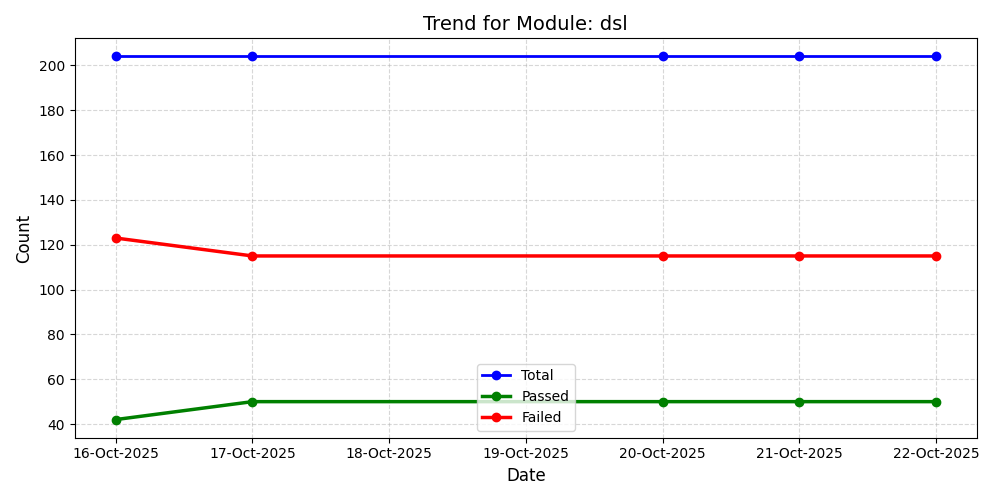 Trend for Module: dsl
Count
200
180
160
140
120
100
80
60
40
Total
Passed
Failed
16-Oct-2025 17-Oct-2025 18-Oct-2025 19-Oct-2025 20-Oct-2025 21-Oct-2025 22-Oct-2025
Date